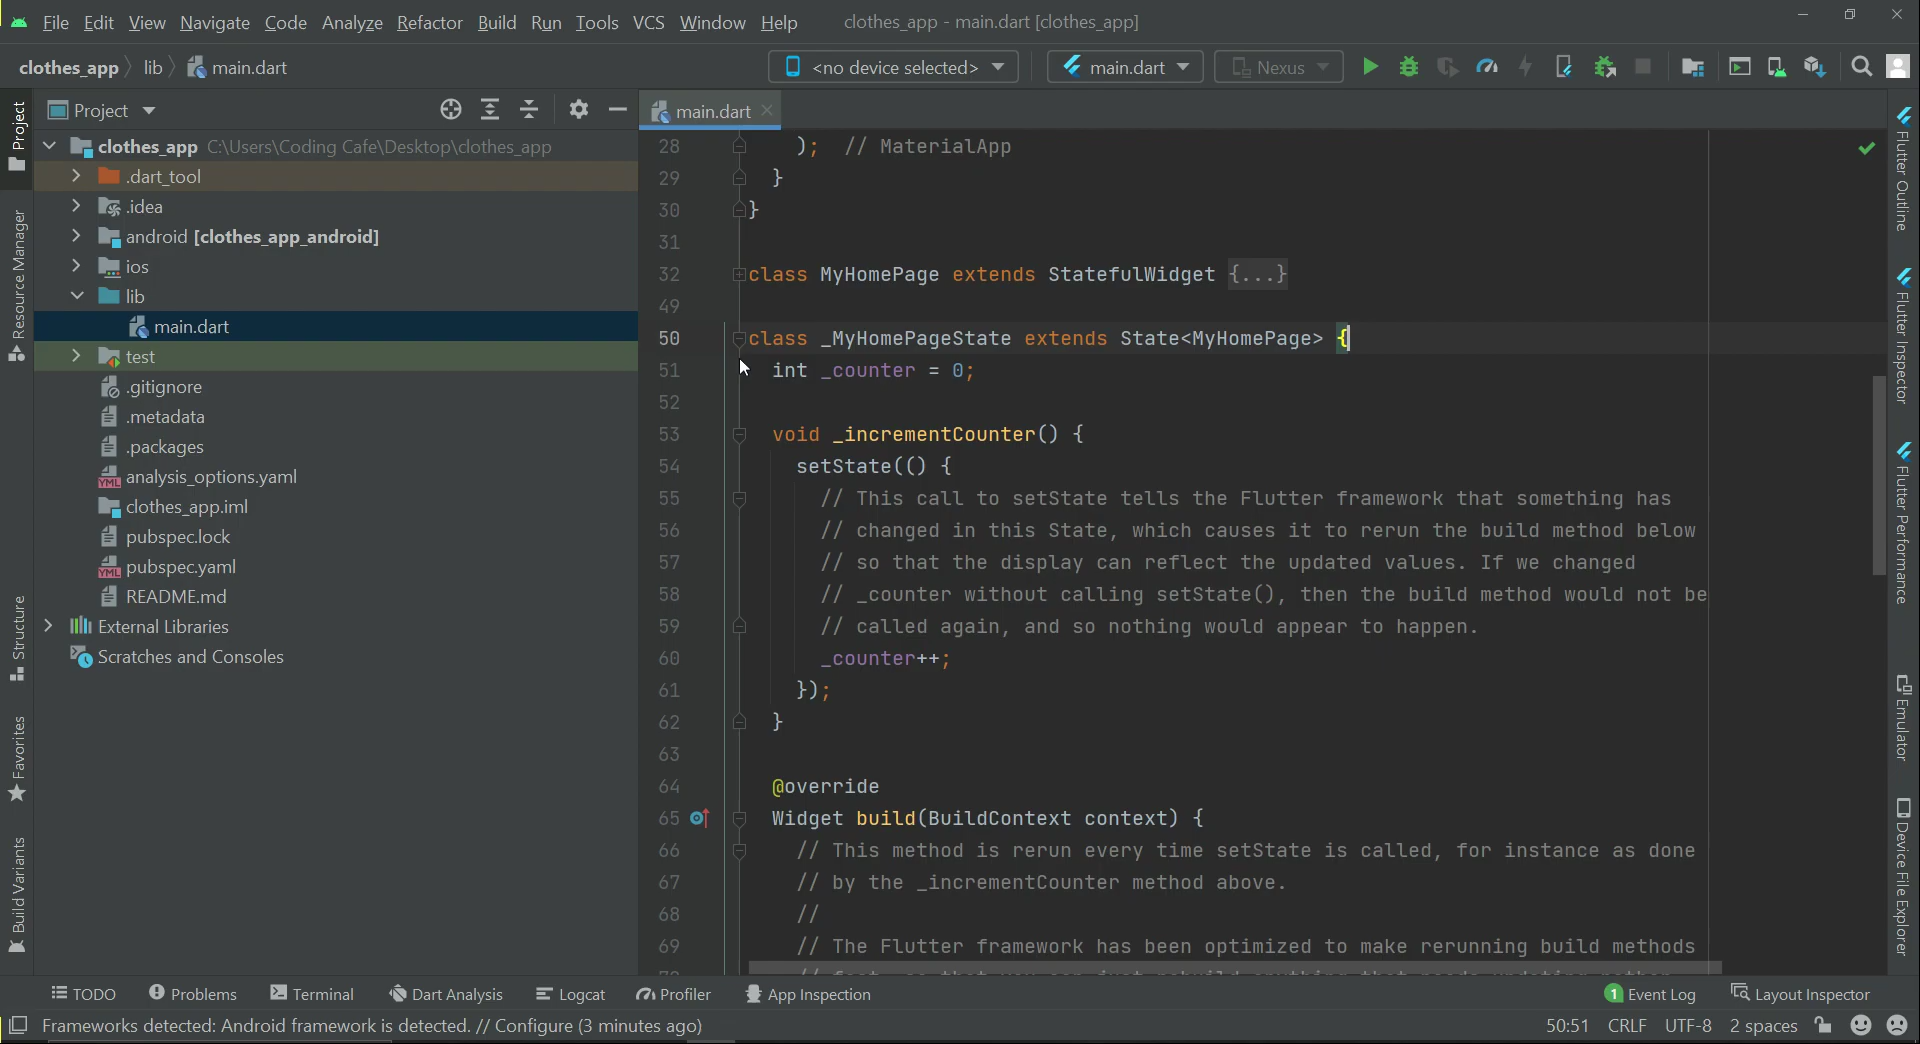 File Edit View Navigate Code Analyze Refactor Build Run Tools VCS Window Help clothes_app - main.dart [clothes_app]
clothes_app lib main.dart <no device selected> main.dart Nexus
Project
main.dart
clothes_app C:\Users\Coding Cafe\Desktop\clothes_app
.dart_tool
.idea
android [clothes_app_android]
ios
lib
main.dart
test
.gitignore
.metadata
.packages
analysis_options.yaml
clothes_app.iml
pubspec.lock
pubspec.yaml
README.md
External Libraries
Scratches and Consoles
Project
Resource Manager
Structure
Favorites
Build Variants
28 ); // MaterialApp
29 }
30 }
31
32 class MyHomePage extends StatefulWidget {...}
49
50 class _MyHomePageState extends State<MyHomePage> {
51 int _counter = 0;
52
53 void _incrementCounter() {
54 setState(() {
55 // This call to setState tells the Flutter framework that something has
56 // changed in this State, which causes it to rerun the build method below
57 // so that the display can reflect the updated values. If we changed
58 // _counter without calling setState(), then the build method would not be
59 // called again, and so nothing would appear to happen.
60 _counter++;
61 });
62 }
63
64 @override
65 Widget build(BuildContext context) {
66 // This method is rerun every time setState is called, for instance as done
67 // by the _incrementCounter method above.
68 //
69 // The Flutter framework has been optimized to make rerunning build methods
Flutter Outline
Flutter Inspector
Flutter Performance
Emulator
Device File Explorer
TODO Problems Terminal Dart Analysis Logcat Profiler App Inspection 1 Event Log Layout Inspector
Frameworks detected: Android framework is detected. // Configure (3 minutes ago) 50:51 CRLF UTF-8 2 spaces